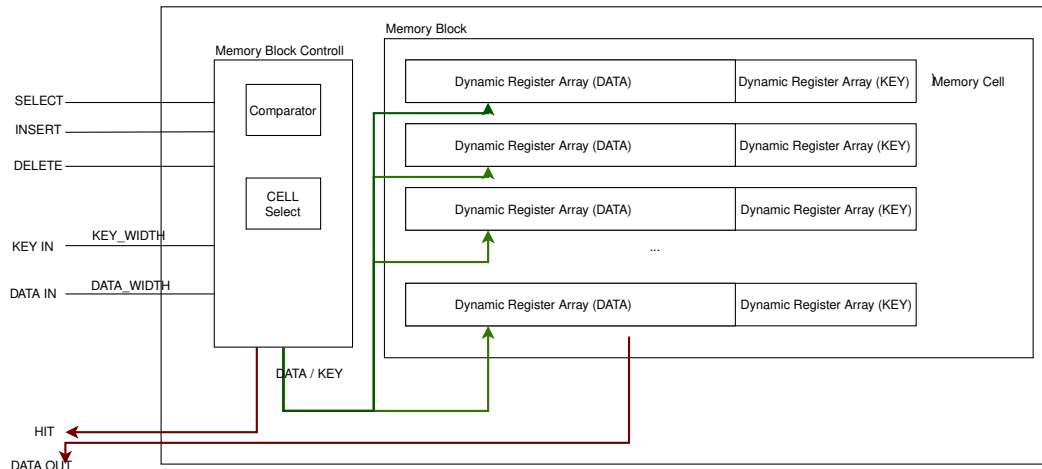 Memory Block
Memory Block Controll
Dynamic Register Array (DATA)
Dynamic Register Array (KEY)
}Memory Cell
SELECT
Comparator
INSERT
Dynamic Register Array (DATA)
Dynamic Register Array (KEY)
DELETE
CELL
Select
Dynamic Register Array (DATA)
Dynamic Register Array (KEY)
KEY_WIDTH
KEY IN
...
DATA_WIDTH
DATA IN
Dynamic Register Array (DATA)
Dynamic Register Array (KEY)
DATA / KEY
HIT
DATA OUT